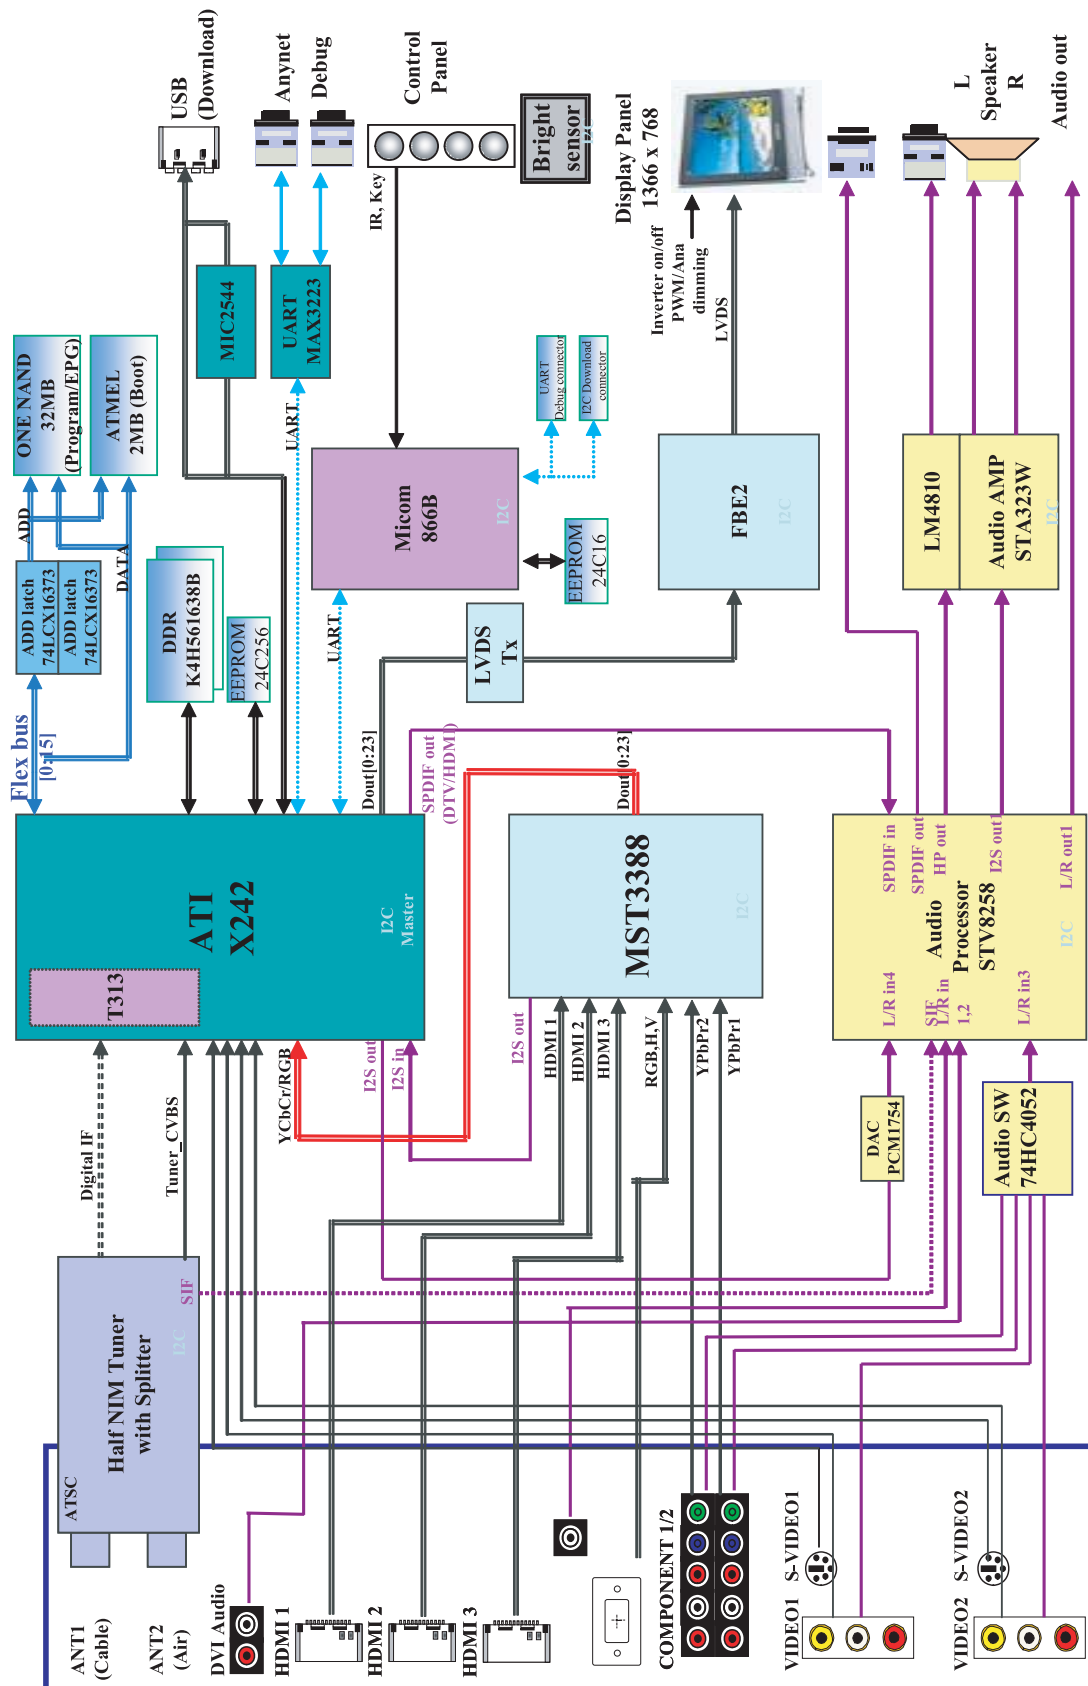 ANT1
(Cable)
ANT2
(Air)
DVI Audio
HDMI 1
HDMI 2
HDMI 3
COMPONENT 1/2
VIDEO1
S-VIDEO1
VIDEO2
S-VIDEO2
ATSC
Half NIM Tuner
with Splitter
SIF
I2C
Digital IF
Tuner_CVBS
YCbCr/RGB
I2S out
I2S in
I2S out
HDMI 1
HDMI 2
HDMI 3
RGB,H,V
YPbPr2
YPbPr1
DAC
PCM1754
Audio SW
74HC4052
T313
ATI
X242
I2C
Master
MST3388
I2C
L/R in4
SIF
L/R in
1,2
L/R in3
Audio
Processor
STV8258
SPDIF in
SPDIF out
HP out
I2S out1
L/R out1
I2C
Flex bus
[0:15]
Dout[0:23]
SPDIF out
(DTV/HDMI)
Dout[0:23]
ADD latch
74LCX16373
ADD latch
74LCX16373
ADD
DATA
DDR
K4H561638B
EEPROM
24C256
UART
LVDS
Tx
ONE NAND
32MB
(Program/EPG)
ATMEL
2MB (Boot)
UART
Micom
866B
I2C
EEPROM
24C16
UART
Debug connector
I2C Download
connector
FBE2
I2C
LM4810
Audio AMP
STA323W
I2C
MIC2544
UART
MAX3223
IR, Key
Inverter on/off
PWM/Ana
dimming
LVDS
USB
(Download)
Anynet
Debug
Control
Panel
Bright
sensor
I2C
Display Panel
1366 x 768
L
Speaker
R
Audio out